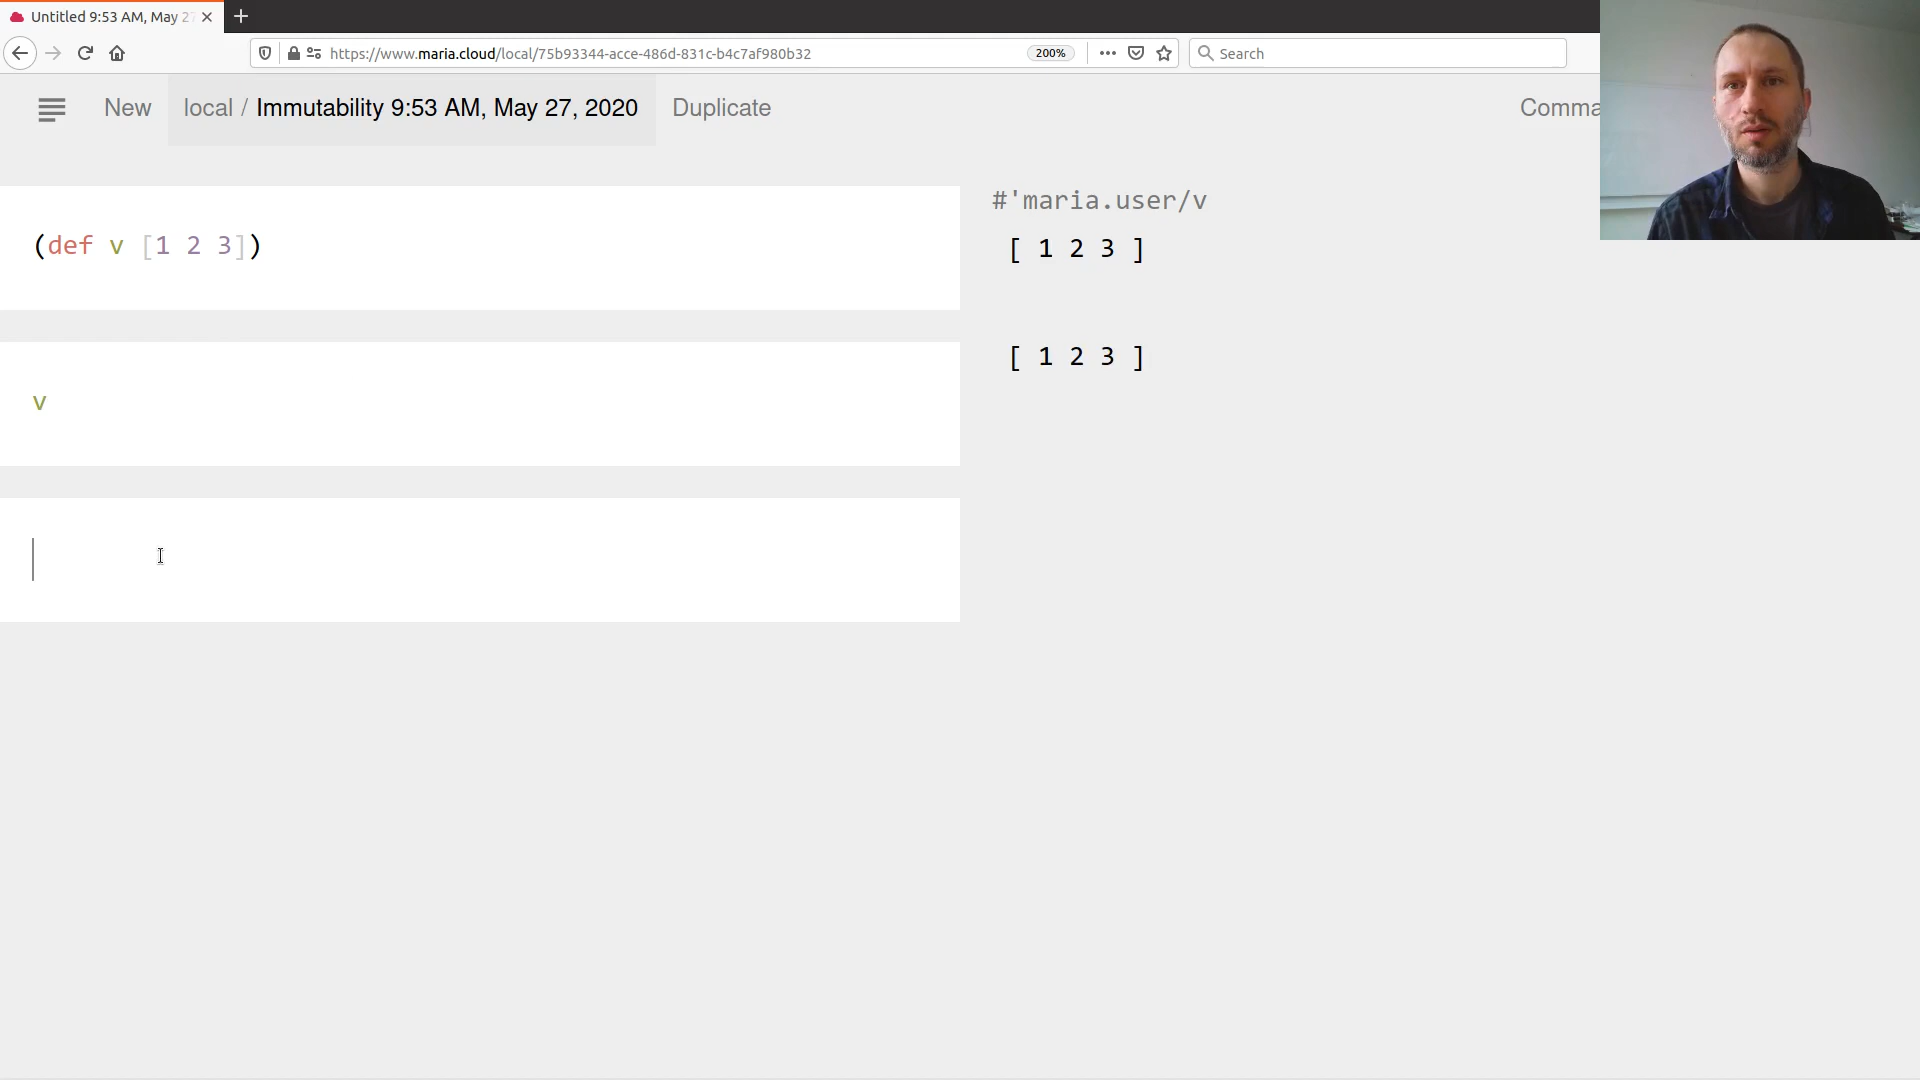 Untitled 9:53 AM, May 27
https://www.maria.cloud/local/75b93344-acce-486d-831c-b4c7af980b32
200%
Search
New
local / Immutability 9:53 AM, May 27, 2020
Duplicate
Comma
(def v [1 2 3])
#'maria.user/v
[ 1 2 3 ]
v
[ 1 2 3 ]